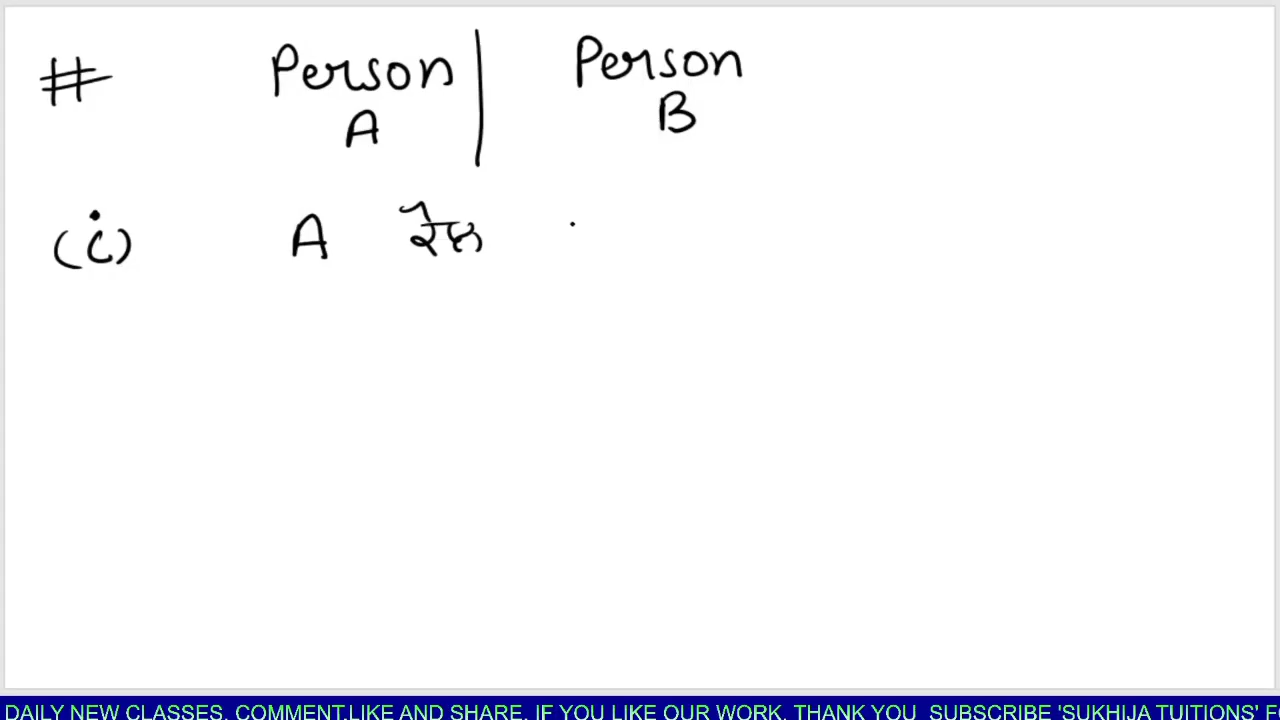 # Person | Person
A B
(i) A रेस
DAILY NEW CLASSES. COMMENT,LIKE AND SHARE. IF YOU LIKE OUR WORK. THANK YOU SUBSCRIBE 'SUKHIJA TUITIONS' F